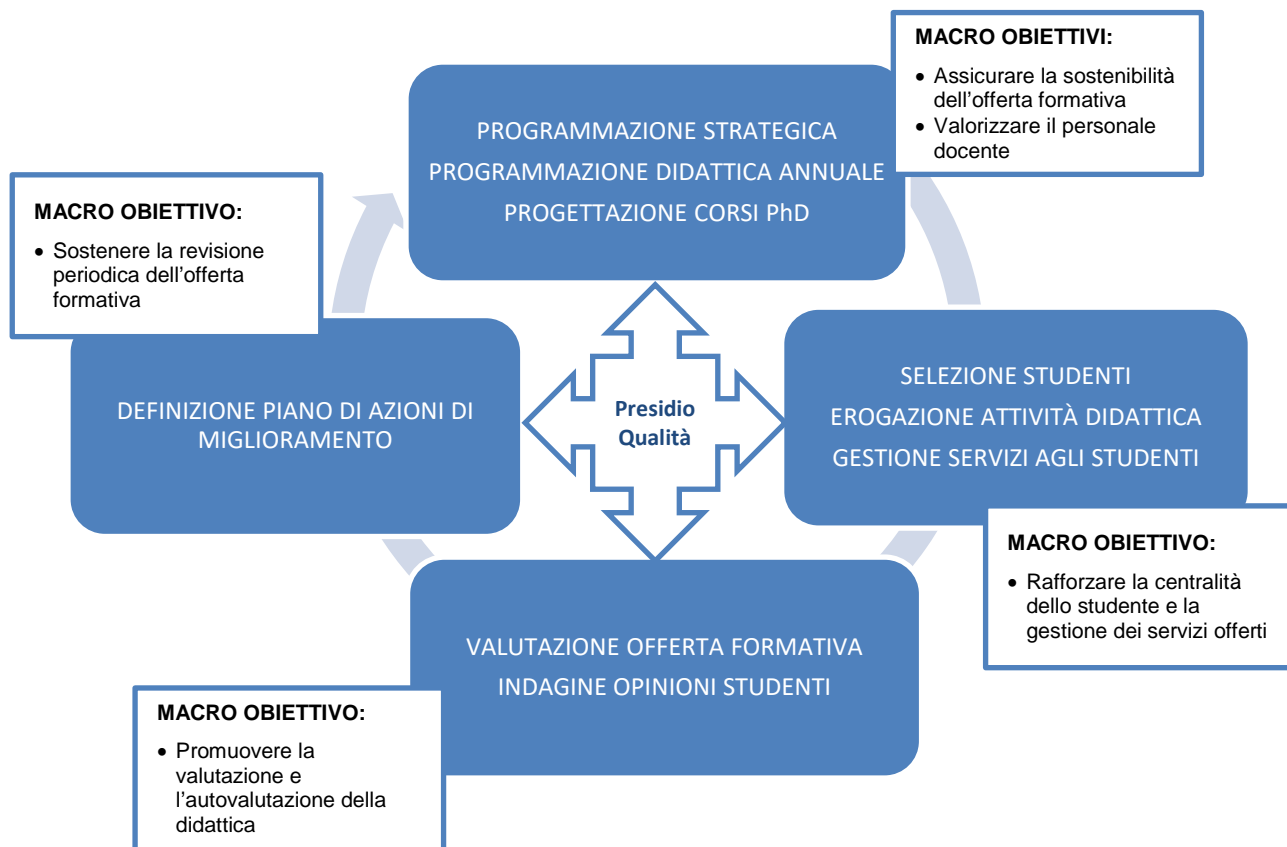 MACRO OBIETTIVI:
• Assicurare la sostenibilità
dell’offerta formativa
• Valorizzare il personale
docente
PROGRAMMAZIONE STRATEGICA
PROGRAMMAZIONE DIDATTICA ANNUALE
PROGETTAZIONE CORSI PhD
MACRO OBIETTIVO:
• Sostenere la revisione
periodica dell’offerta
formativa
DEFINIZIONE PIANO DI AZIONI DI
MIGLIORAMENTO
Presidio
Qualità
SELEZIONE STUDENTI
EROGAZIONE ATTIVITÀ DIDATTICA
GESTIONE SERVIZI AGLI STUDENTI
MACRO OBIETTIVO:
• Rafforzare la centralità
dello studente e la
gestione dei servizi offerti
VALUTAZIONE OFFERTA FORMATIVA
INDAGINE OPINIONI STUDENTI
MACRO OBIETTIVO:
• Promuovere la
valutazione e
l’autovalutazione della
didattica